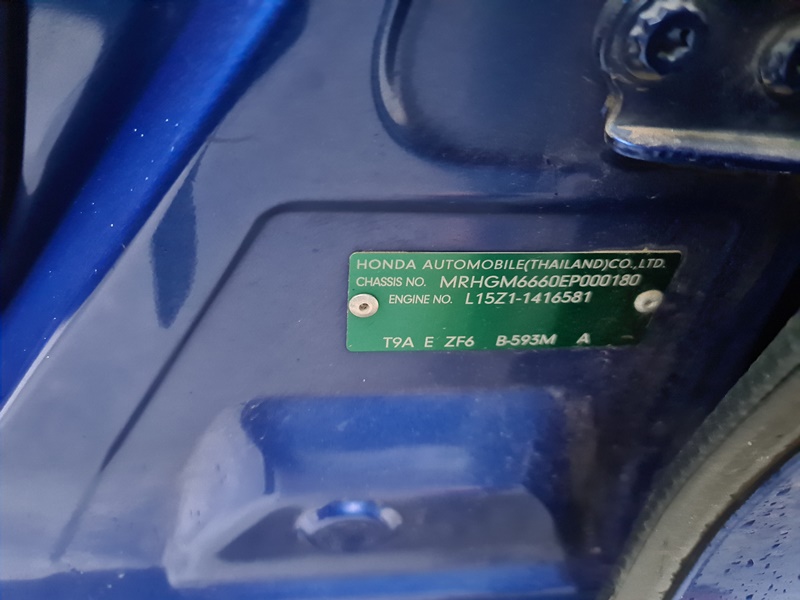 HONDA AUTOMOBILE(THAILAND)CO.,LTD.
CHASSIS NO. MRHGM6660EP000180
ENGINE NO. L15Z1-1416581
T9A E ZF6 B-593M A